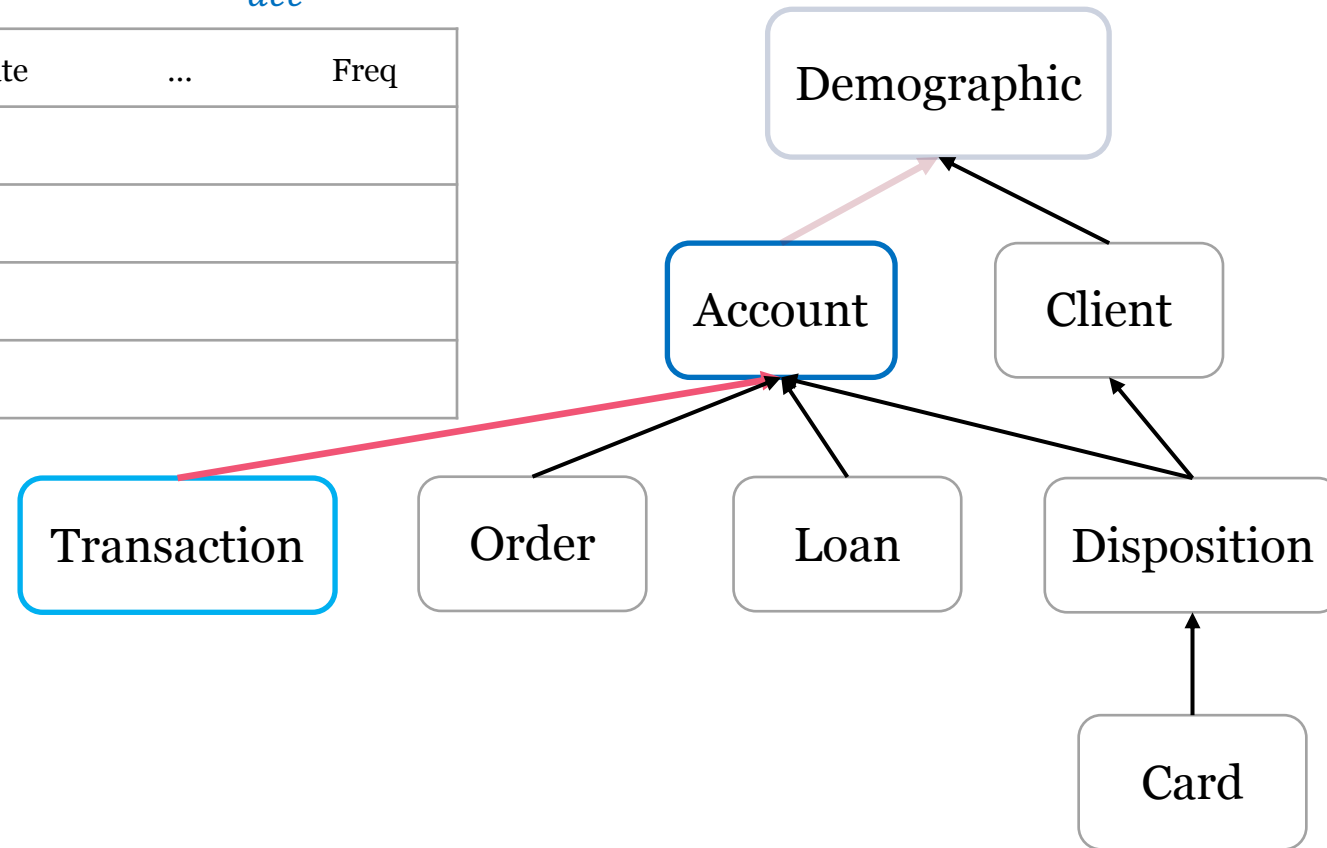 ... Freq
Demographic
Account Client
Transaction Order Loan Disposition
Card